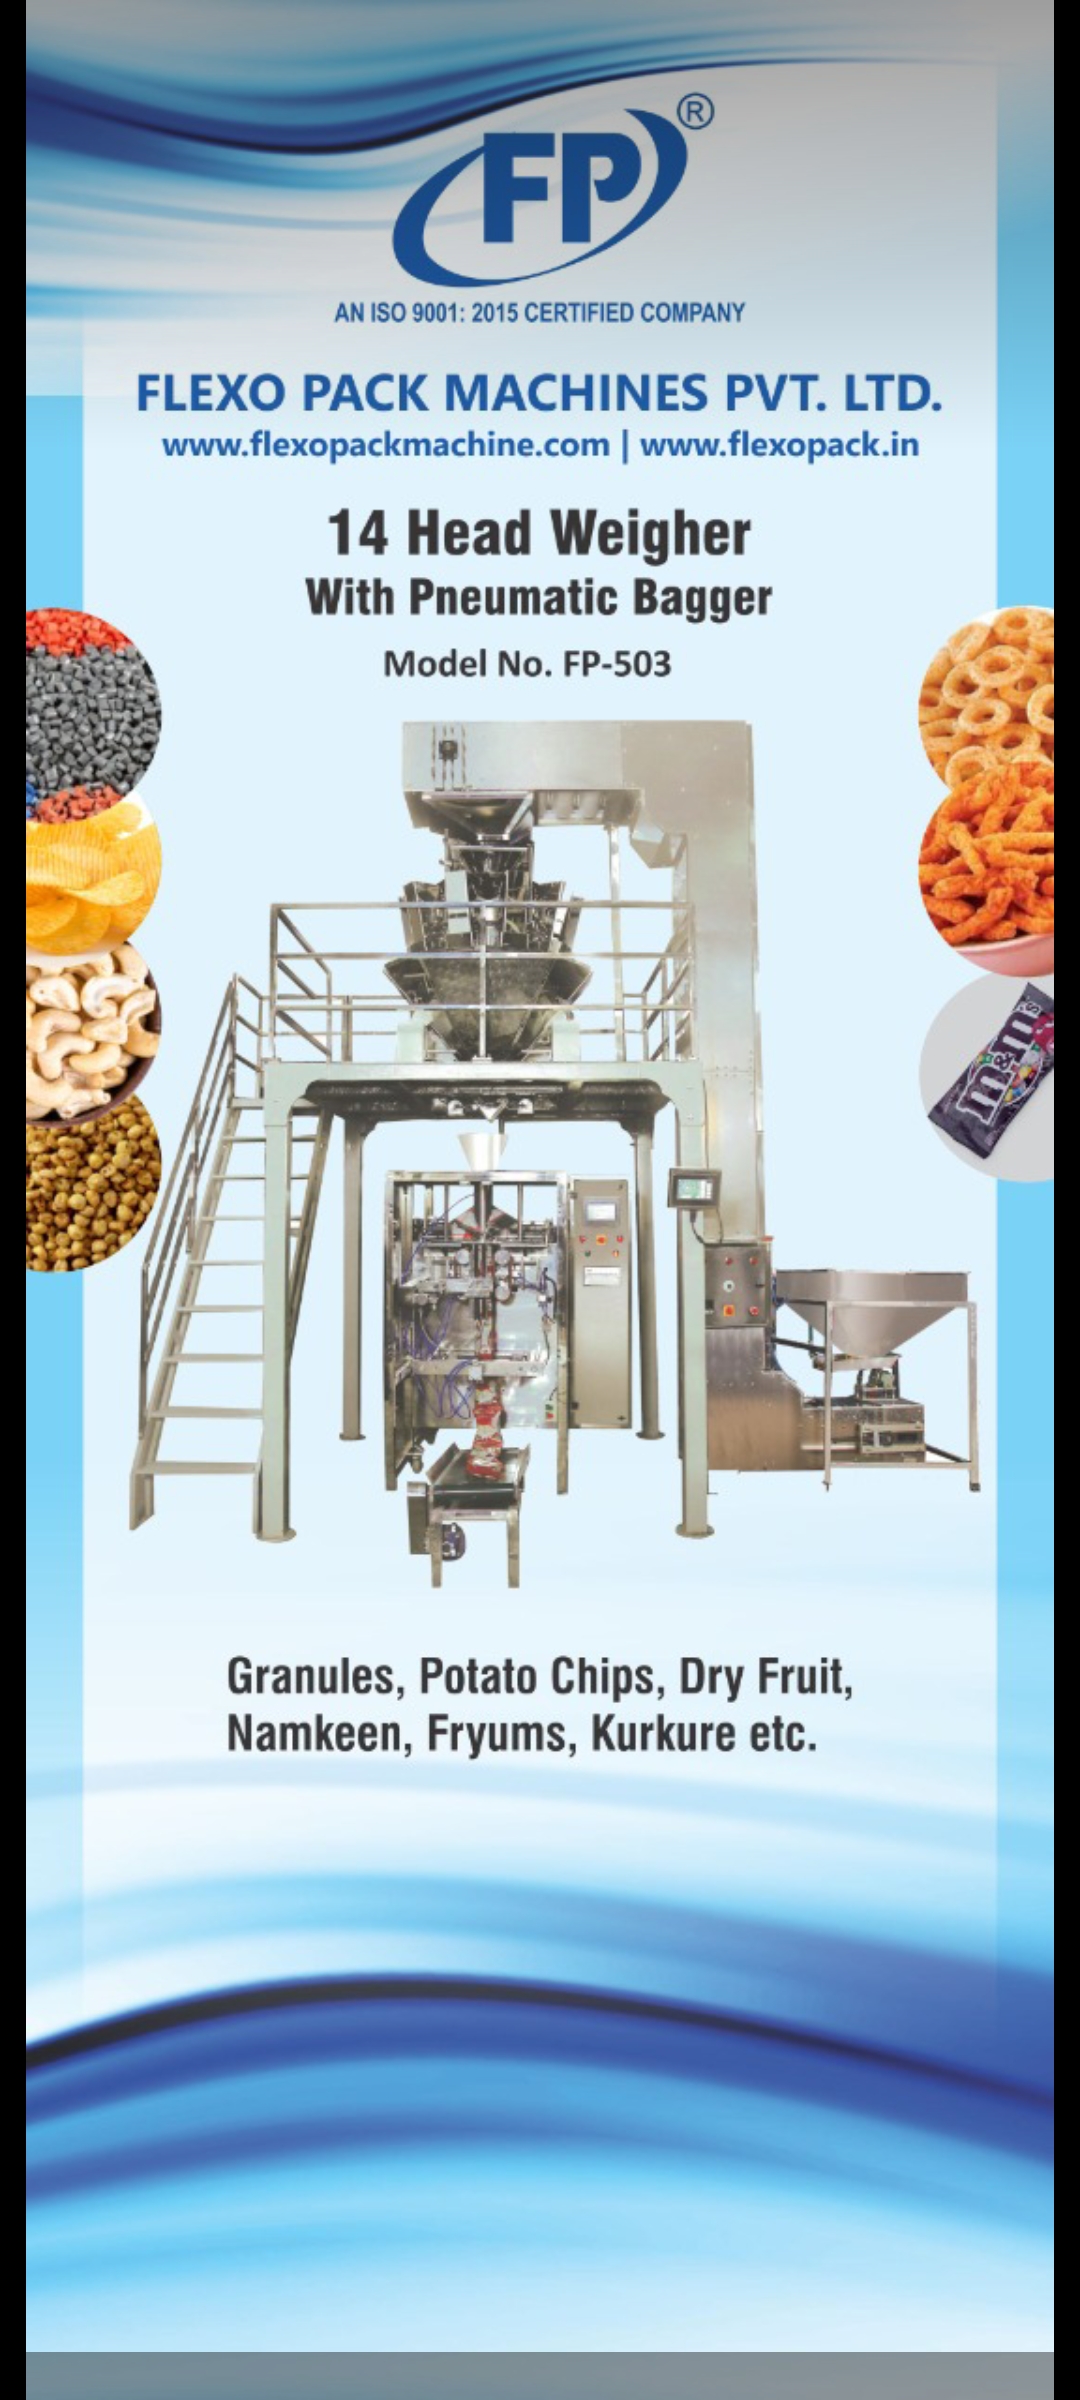 FP®
AN ISO 9001: 2015 CERTIFIED COMPANY
FLEXO PACK MACHINES PVT. LTD.
www.flexopackmachine.com | www.flexopack.in
14 Head Weigher
With Pneumatic Bagger
Model No. FP-503
m&m's
Granules, Potato Chips, Dry Fruit,
Namkeen, Fryums, Kurkure etc.